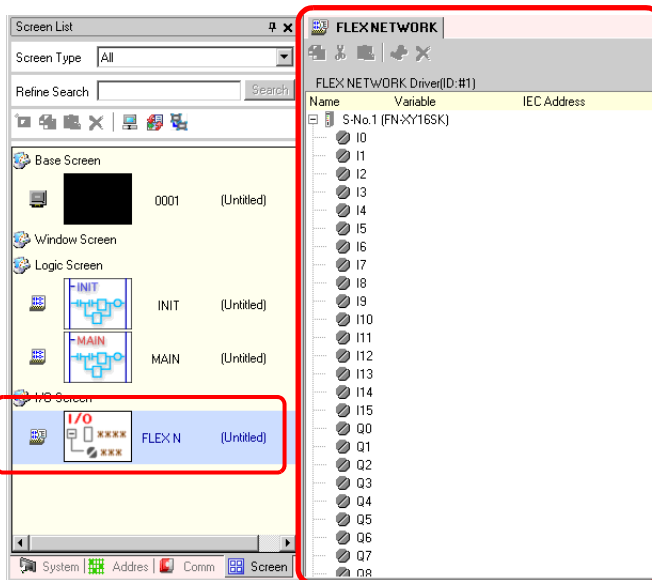 Screen List
Screen Type All
Refine Search Search
Base Screen
0001 (Untitled)
Window Screen
Logic Screen
INIT
INIT (Untitled)
MAIN
MAIN (Untitled)
I/O Screen
I/O
****
***
FLEX N (Untitled)
System Addres Comm Screen
FLEXNETWORK
FLEX NETWORK Driver(ID:#1)
Name Variable IEC Address
S-No.1 (FN-XY16SK)
I0
I1
I2
I3
I4
I5
I6
I7
I8
I9
I10
I11
I12
I13
I14
I15
Q0
Q1
Q2
Q3
Q4
Q5
Q6
Q7
Q8